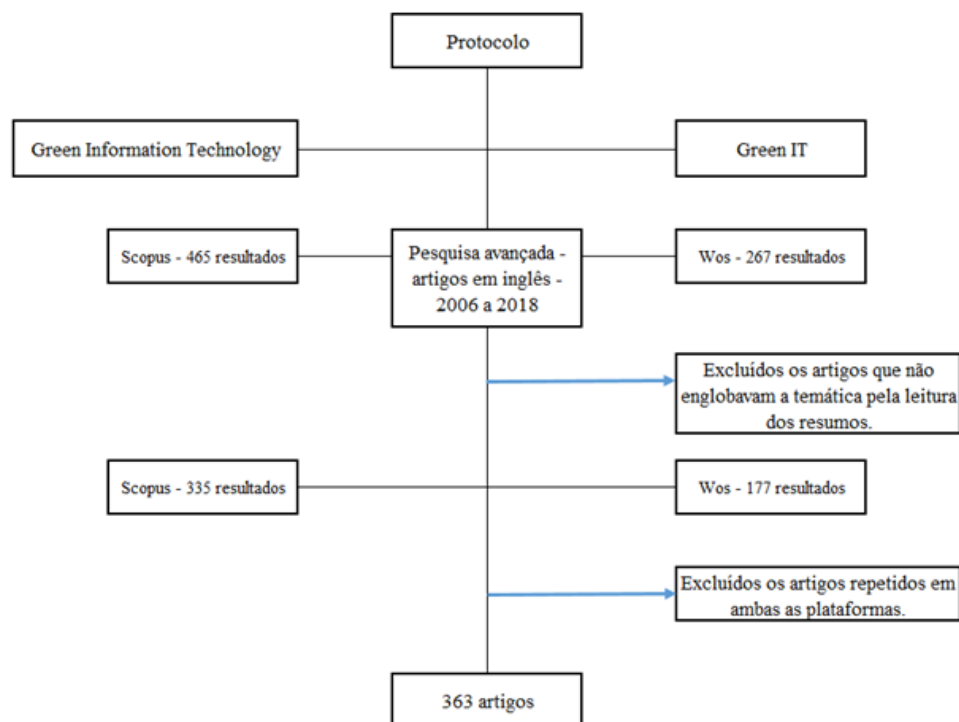 Protocolo
Green Information Technology
Green IT
Scopus - 465 resultados
Pesquisa avançada -
artigos em inglês -
2006 a 2018
Wos - 267 resultados
Excluídos os artigos que não
englobavam a temática pela leitura
dos resumos.
Scopus - 335 resultados
Wos - 177 resultados
Excluídos os artigos repetidos em
ambas as plataformas.
363 artigos